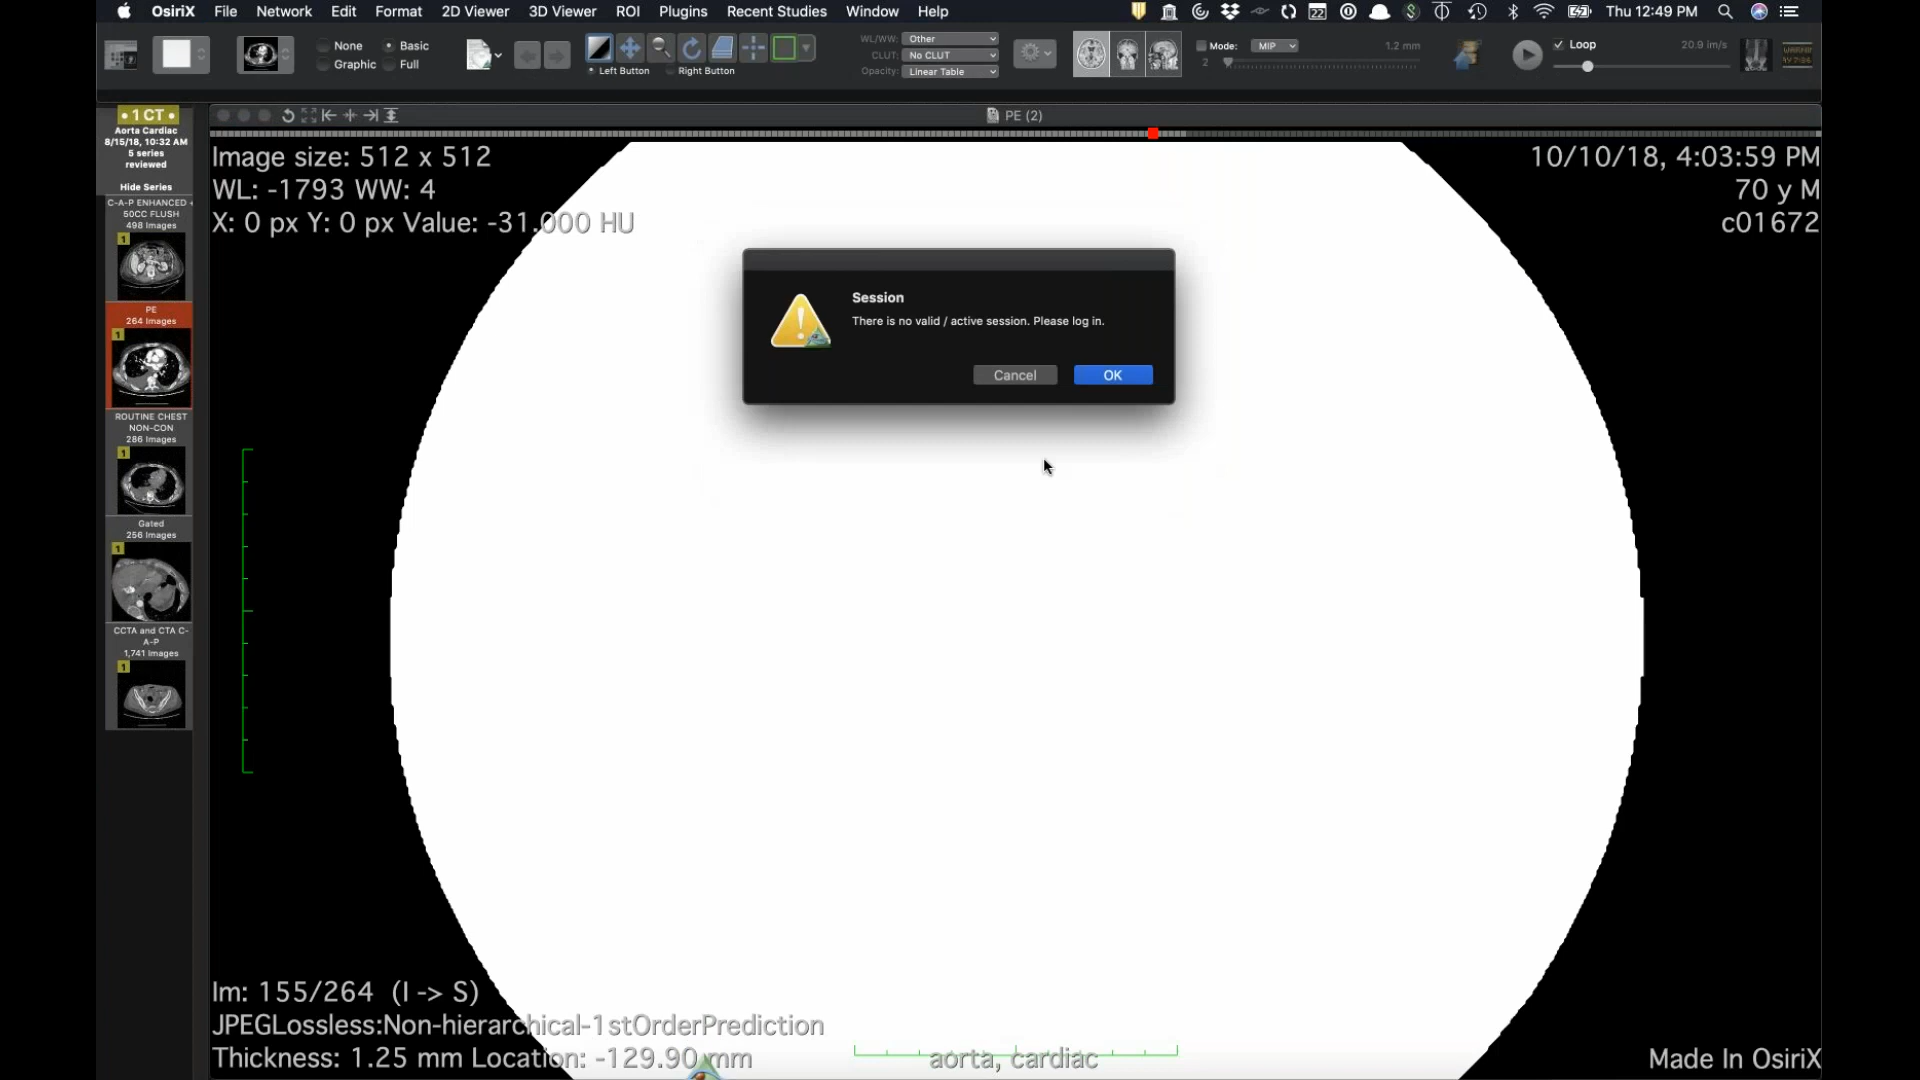 OsiriX File Network Edit Format 2D Viewer 3D Viewer ROI Plugins Recent Studies Window Help
22
Thu 12:49 PM
None Basic
Graphic Full
Left Button Right Button
WL/WW: Other
CLUT: No CLUT
Opacity: Linear Table
Mode: MIP 1.2 mm
2
Loop 20.9 im/s
PE (2)
1 CT
Aorta Cardiac
8/15/18, 10:32 AM
5 series
reviewed
Hide Series
C-A-P ENHANCED
50CC FLUSH
498 Images
1
PE
264 Images
1
ROUTINE CHEST
NON-CON
286 Images
1
Gated
256 Images
1
CCTA and CTA C-
A-P
1,741 Images
1
Image size: 512 x 512
WL: -1793 WW: 4
X: 0 px Y: 0 px Value: -31.000 HU
10/10/18, 4:03:59 PM
70 y M
c01672
Session
There is no valid / active session. Please log in.
Cancel OK
Im: 155/264 (I -> S)
JPEGLossless:Non-hierarchical-1stOrderPrediction
Thickness: 1.25 mm Location: -129.90 mm
aorta, cardiac
Made In OsiriX